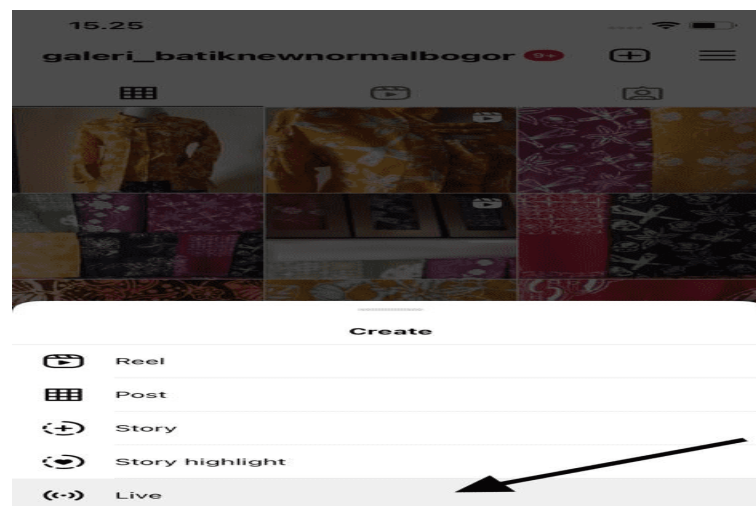 15.25
galeri_batiknewnormalbogor 9+
Create
Reel
Post
Story
Story highlight
Live